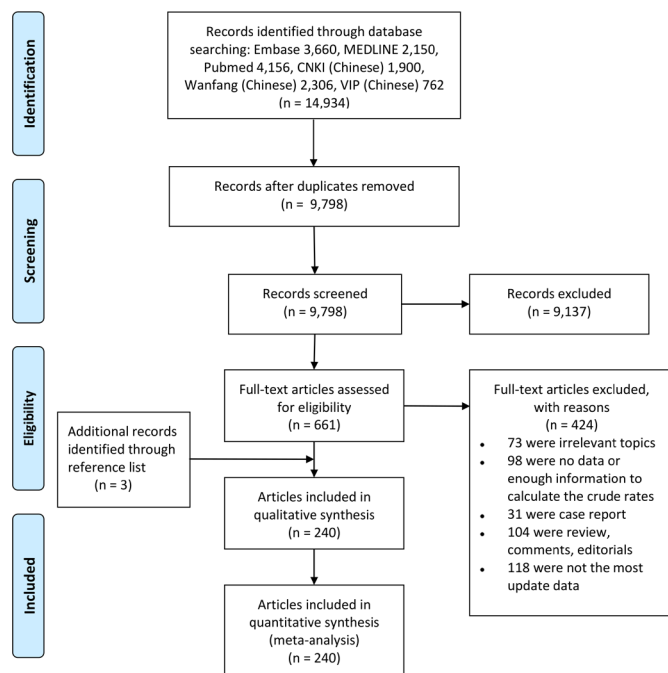 Identification
Records identified through database
searching: Embase 3,660, MEDLINE 2,150,
Pubmed 4,156, CNKI (Chinese) 1,900,
Wanfang (Chinese) 2,306, VIP (Chinese) 762
(n = 14,934)
Screening
Records after duplicates removed
(n = 9,798)
Records screened
(n = 9,798)
Records excluded
(n = 9,137)
Eligibility
Full-text articles assessed
for eligibility
(n = 661)
Full-text articles excluded,
with reasons
(n = 424)
• 73 were irrelevant topics
• 98 were no data or
enough information to
calculate the crude rates
• 31 were case report
• 104 were review,
comments, editorials
• 118 were not the most
update data
Additional records
identified through
reference list
(n = 3)
Included
Articles included in
qualitative synthesis
(n = 240)
Articles included in
quantitative synthesis
(meta-analysis)
(n = 240)